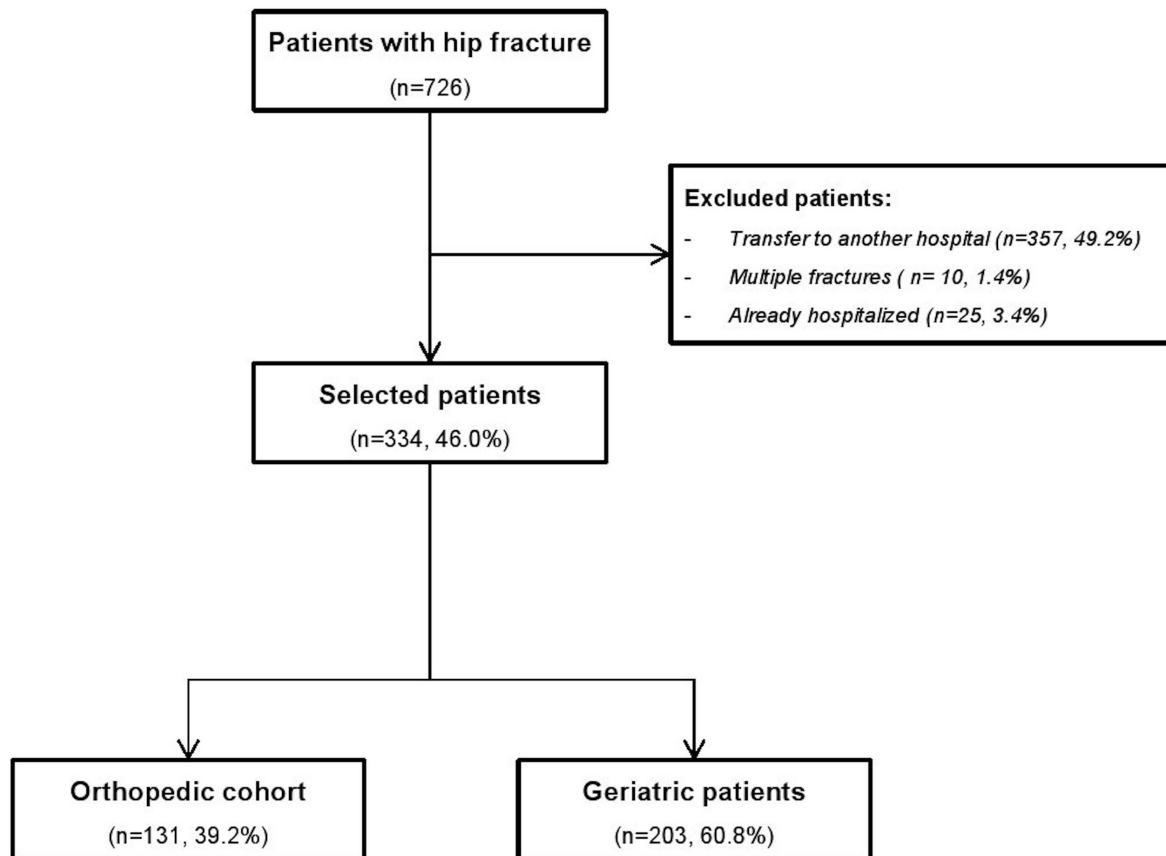 Patients with hip fracture
(n=726)
Excluded patients:
- Transfer to another hospital (n=357, 49.2%)
- Multiple fractures ( n= 10, 1.4%)
- Already hospitalized (n=25, 3.4%)
Selected patients
(n=334, 46.0%)
Orthopedic cohort
(n=131, 39.2%)
Geriatric patients
(n=203, 60.8%)